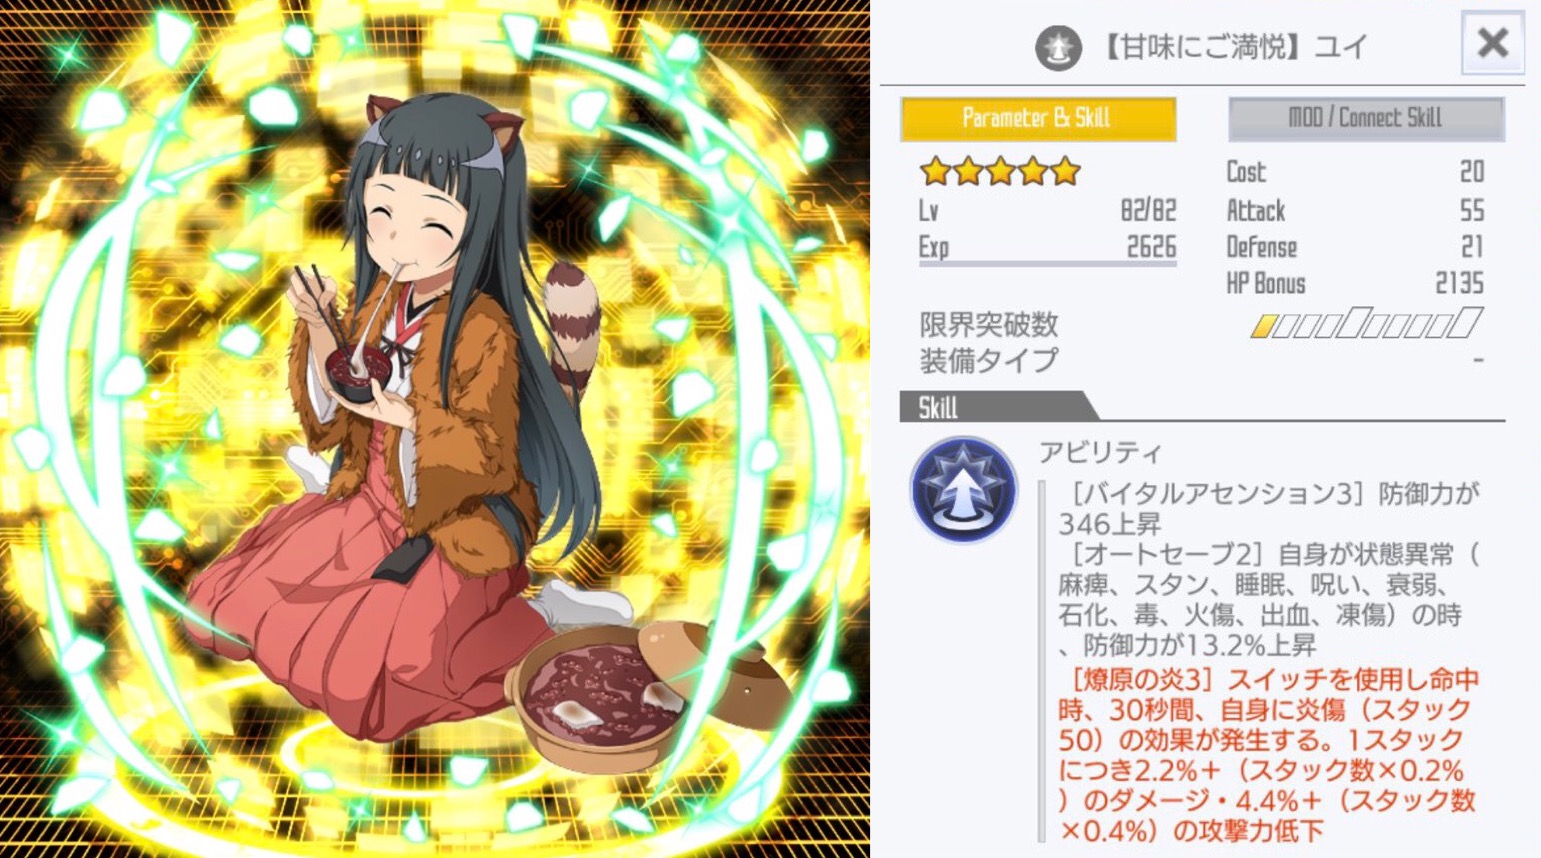 【甘味にご満悦】ユイ
Parameter & Skill
MOD / Connect Skill
Lv 82/82
Exp 2626
Cost 20
Attack 55
Defense 21
HP Bonus 2135
限界突破数
装備タイプ -
Skill
アビリティ
［バイタルアセンション3］防御力が
346上昇
［オートセーブ2］自身が状態異常（
麻痺、スタン、睡眠、呪い、衰弱、
石化、毒、火傷、出血、凍傷）の時
、防御力が13.2%上昇
［燎原の炎3］スイッチを使用し命中
時、30秒間、自身に炎傷（スタック
50）の効果が発生する。1スタック
につき2.2%＋（スタック数×0.2%
）のダメージ・4.4%＋（スタック数
×0.4%）の攻撃力低下